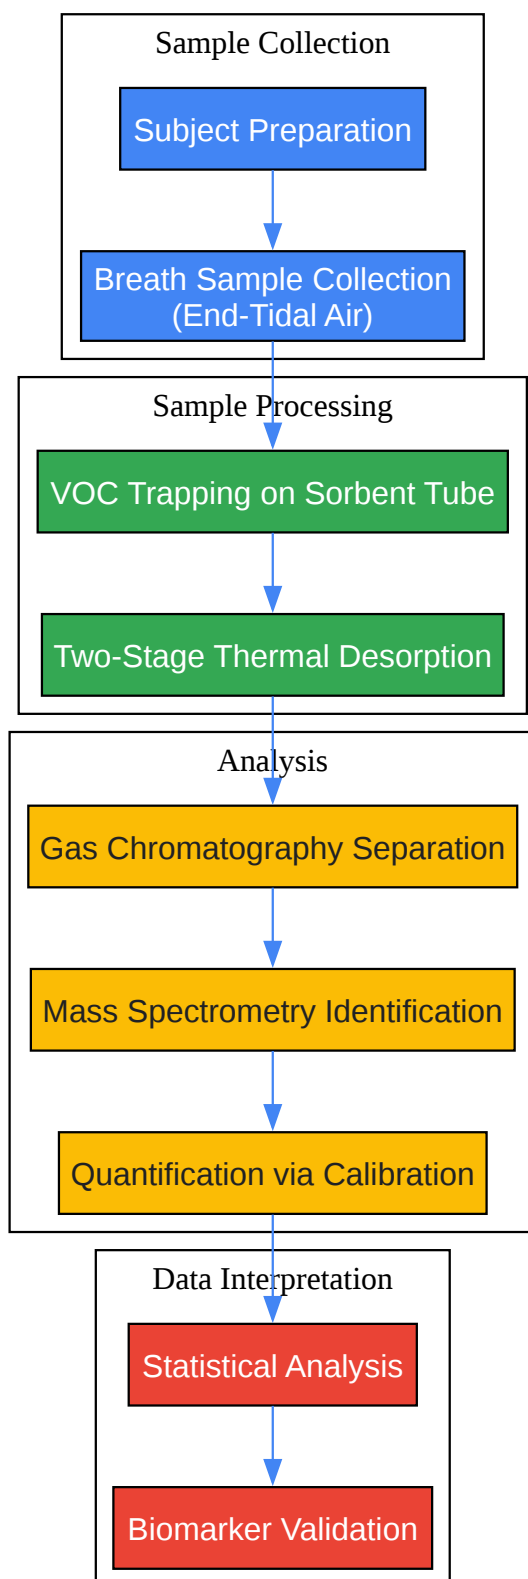 Sample Collection
Subject Preparation
Breath Sample Collection
(End-Tidal Air)
Sample Processing
VOC Trapping on Sorbent Tube
Two-Stage Thermal Desorption
Analysis
Gas Chromatography Separation
Mass Spectrometry Identification
Quantification via Calibration
Data Interpretation
Statistical Analysis
Biomarker Validation